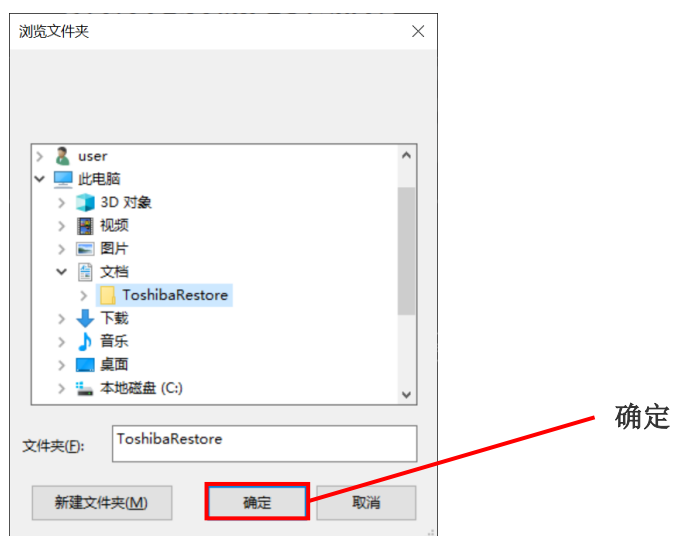 浏览文件夹
user
此电脑
3D 对象
视频
图片
文档
ToshibaRestore
下载
音乐
桌面
本地磁盘 (C:)
文件夹(F): ToshibaRestore
新建文件夹(M) 确定 取消
确定